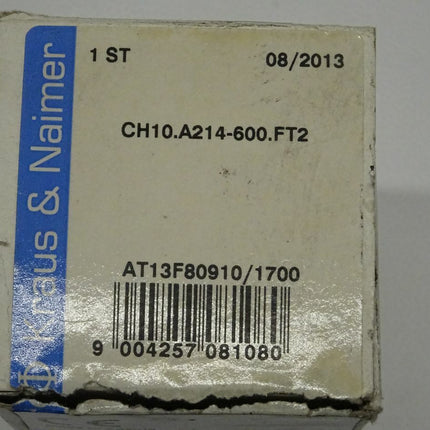 Kraus & Naimer
1 ST
08/2013
CH10.A214-600.FT2
AT13F80910/1700
9 004257 081080